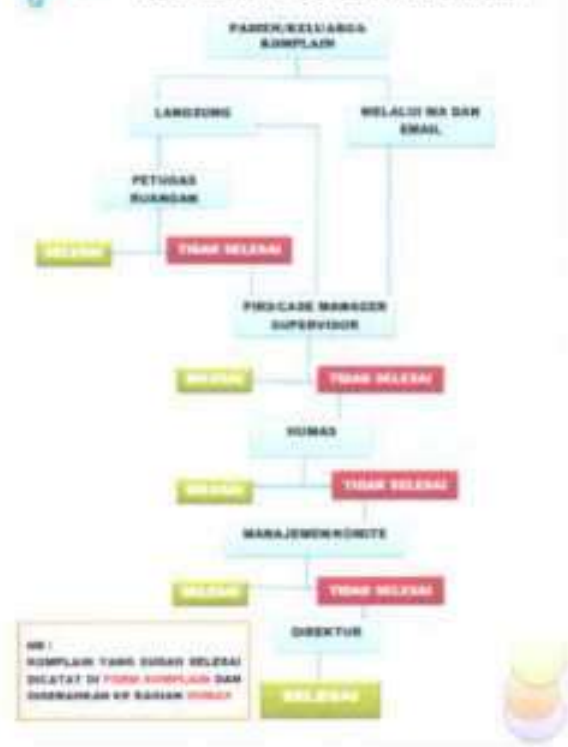 PASIEN/KELUARGA
KOMPLAIN
LANGSUNG
MELALUI WA DAN
EMAIL
PETUGAS
RUANGAN
SELESAI
TIDAK SELESAI
CASE MANAGER
SUPERVISOR
SELESAI
TIDAK SELESAI
HUMAS
SELESAI
TIDAK SELESAI
MANAJEMEN/KOMITE
SELESAI
TIDAK SELESAI
DIREKTUR
NB :
KOMPLAIN YANG SUDAH SELESAI
DICATAT DI FORM KOMPLAIN DAN
DISERAHKAN KE BAGIAN HUMAS
SELESAI